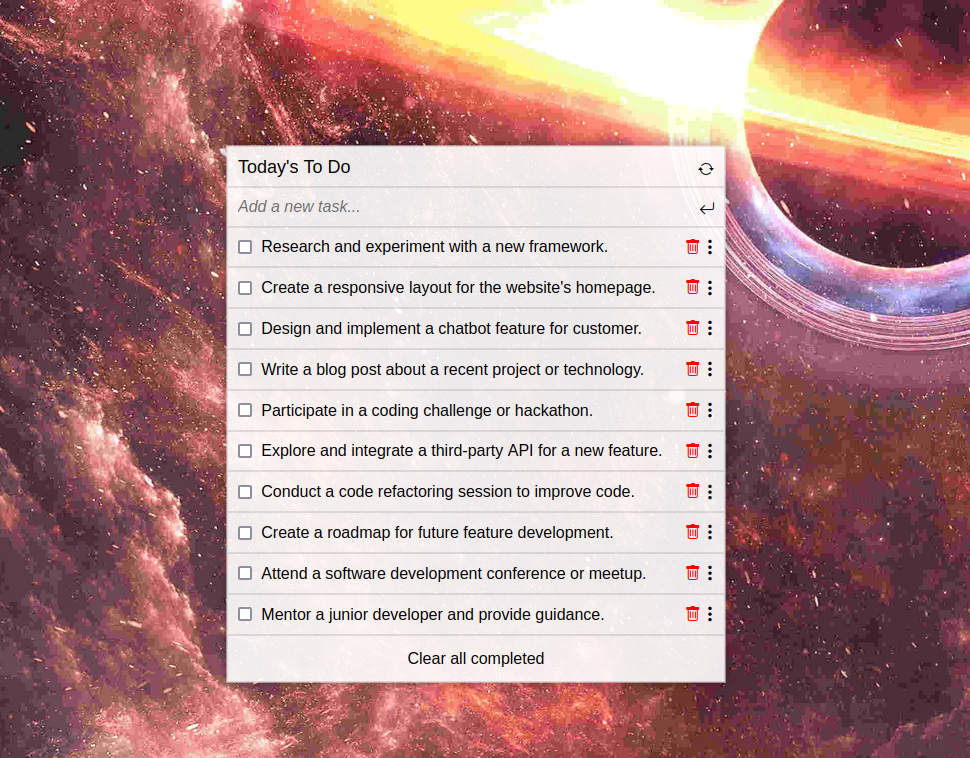 Today's To Do
Add a new task...
Research and experiment with a new framework.
Create a responsive layout for the website's homepage.
Design and implement a chatbot feature for customer.
Write a blog post about a recent project or technology.
Participate in a coding challenge or hackathon.
Explore and integrate a third-party API for a new feature.
Conduct a code refactoring session to improve code.
Create a roadmap for future feature development.
Attend a software development conference or meetup.
Mentor a junior developer and provide guidance.
Clear all completed